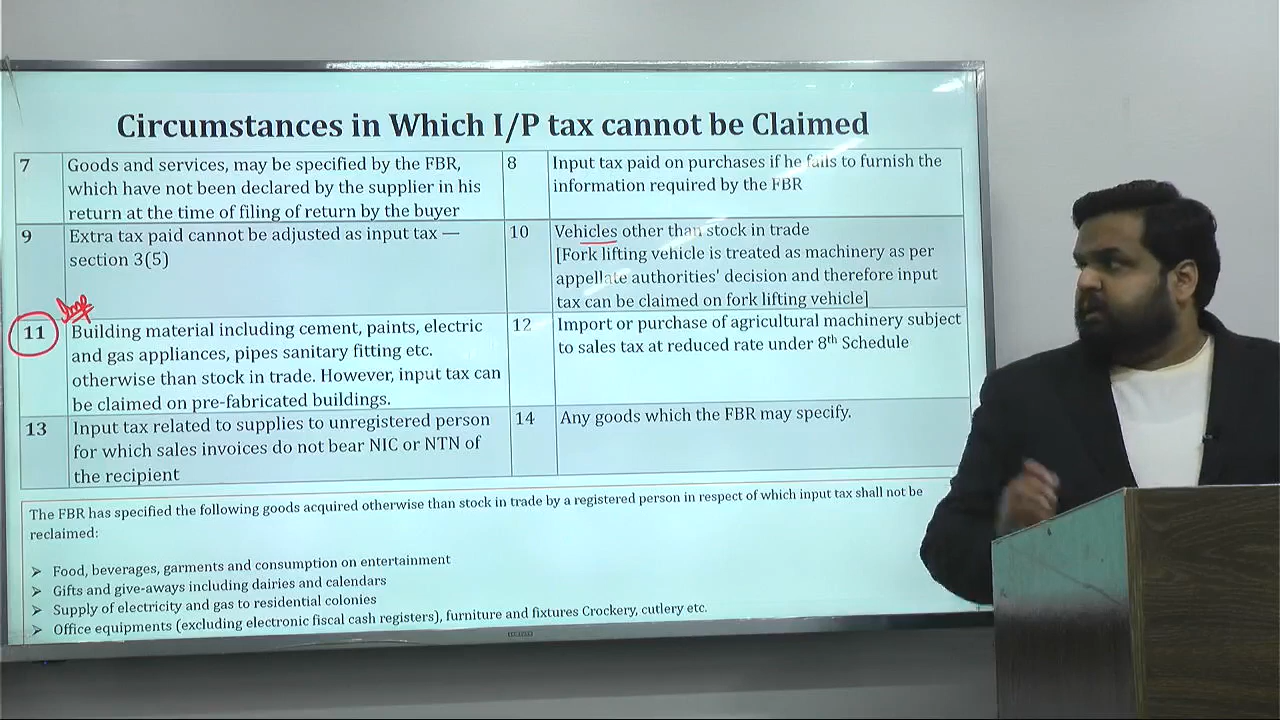 Circumstances in Which I/P tax cannot be Claimed
7
Goods and services, may be specified by the FBR,
which have not been declared by the supplier in his
return at the time of filing of return by the buyer
8
Input tax paid on purchases if he fails to furnish the
information required by the FBR
9
Extra tax paid cannot be adjusted as input tax —
section 3(5)
10
Vehicles other than stock in trade
[Fork lifting vehicle is treated as machinery as per
appellate authorities' decision and therefore input
tax can be claimed on fork lifting vehicle]
Imp
11
Building material including cement, paints, electric
and gas appliances, pipes sanitary fitting etc.
otherwise than stock in trade. However, input tax can
be claimed on pre-fabricated buildings.
12
Import or purchase of agricultural machinery subject
to sales tax at reduced rate under 8th Schedule
13
Input tax related to supplies to unregistered person
for which sales invoices do not bear NIC or NTN of
the recipient
14
Any goods which the FBR may specify.
The FBR has specified the following goods acquired otherwise than stock in trade by a registered person in respect of which input tax shall not be
reclaimed:
➢ Food, beverages, garments and consumption on entertainment
➢ Gifts and give-aways including dairies and calendars
➢ Supply of electricity and gas to residential colonies
➢ Office equipments (excluding electronic fiscal cash registers), furniture and fixtures Crockery, cutlery etc.
SAMSUNG